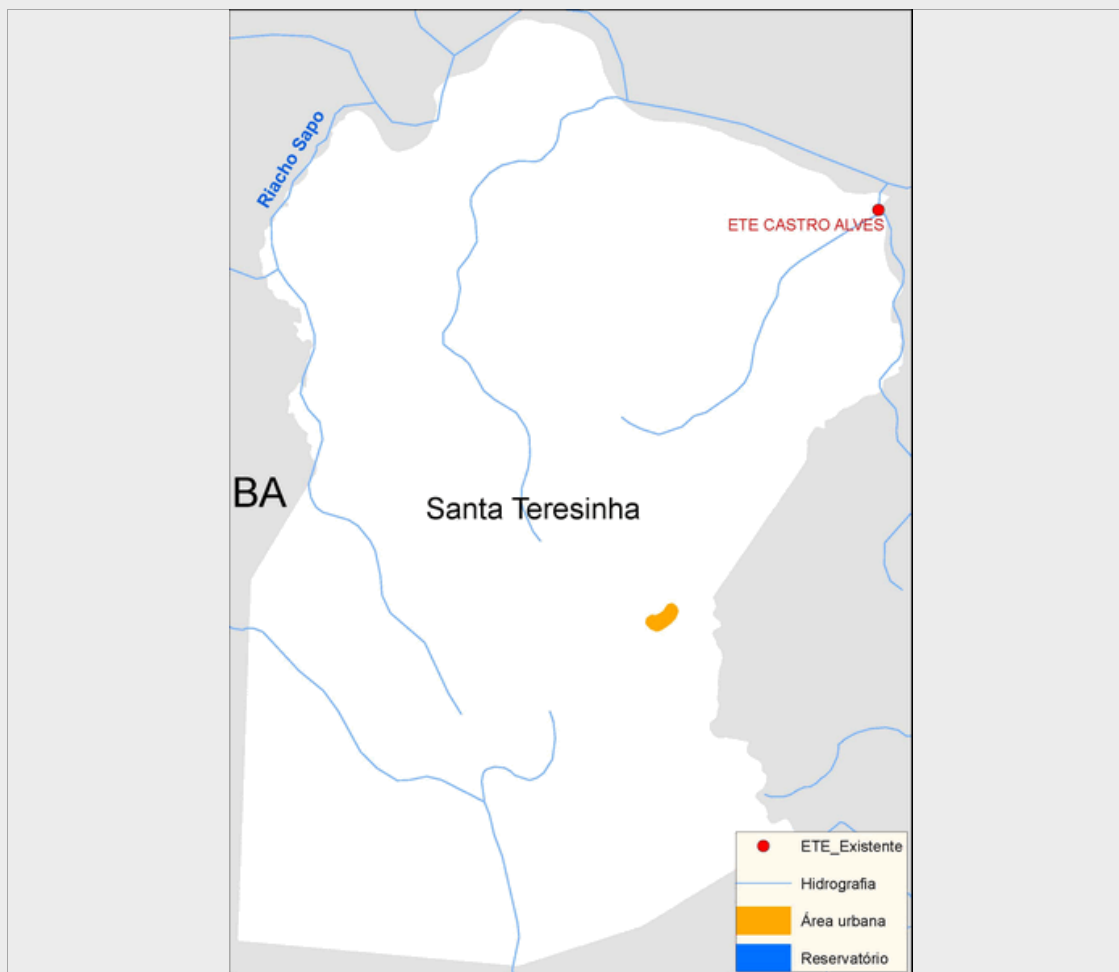 Riacho Sapo
ETE CASTRO ALVES
BA
Santa Teresinha
ETE_Existente
Hidrografia
Área urbana
Reservatório